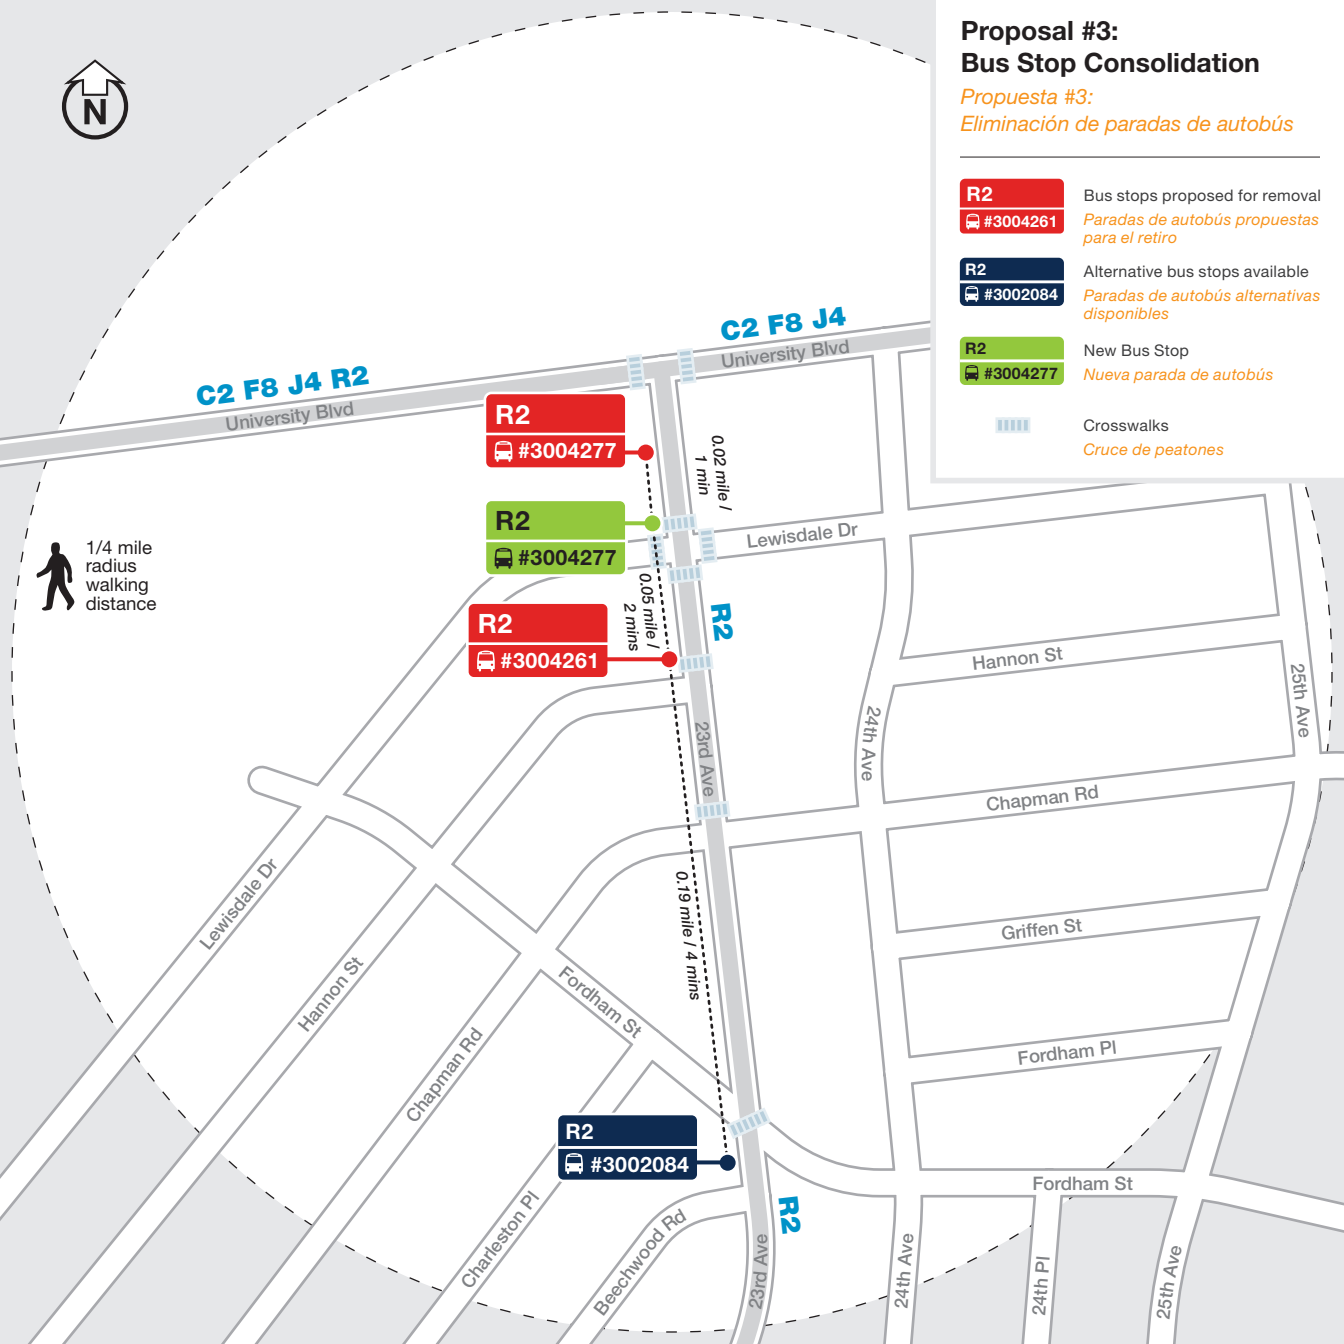 Proposal #3:
Bus Stop Consolidation
Propuesta #3:
Eliminación de paradas de autobús
R2
#3004261
Bus stops proposed for removal
Paradas de autobús propuestas
para el retiro
R2
#3002084
Alternative bus stops available
Paradas de autobús alternativas
disponibles
R2
#3004277
New Bus Stop
Nueva parada de autobús
Crosswalks
Cruce de peatones
N
C2 F8 J4
University Blvd
C2 F8 J4 R2
University Blvd
R2
#3004277
0.02 mile /
1 min
R2
#3004277
Lewisdale Dr
1/4 mile
radius
walking
distance
0.05 mile /
2 mins
R2
R2
#3004261
Hannon St
25th Ave
24th Ave
23rd Ave
Chapman Rd
Lewisdale Dr
0.19 mile / 4 mins
Griffen St
Hannon St
Fordham St
Chapman Rd
Fordham Pl
R2
#3002084
Fordham St
R2
Charleston Pl
Beechwood Rd
23rd Ave
24th Ave
24th Pl
25th Ave